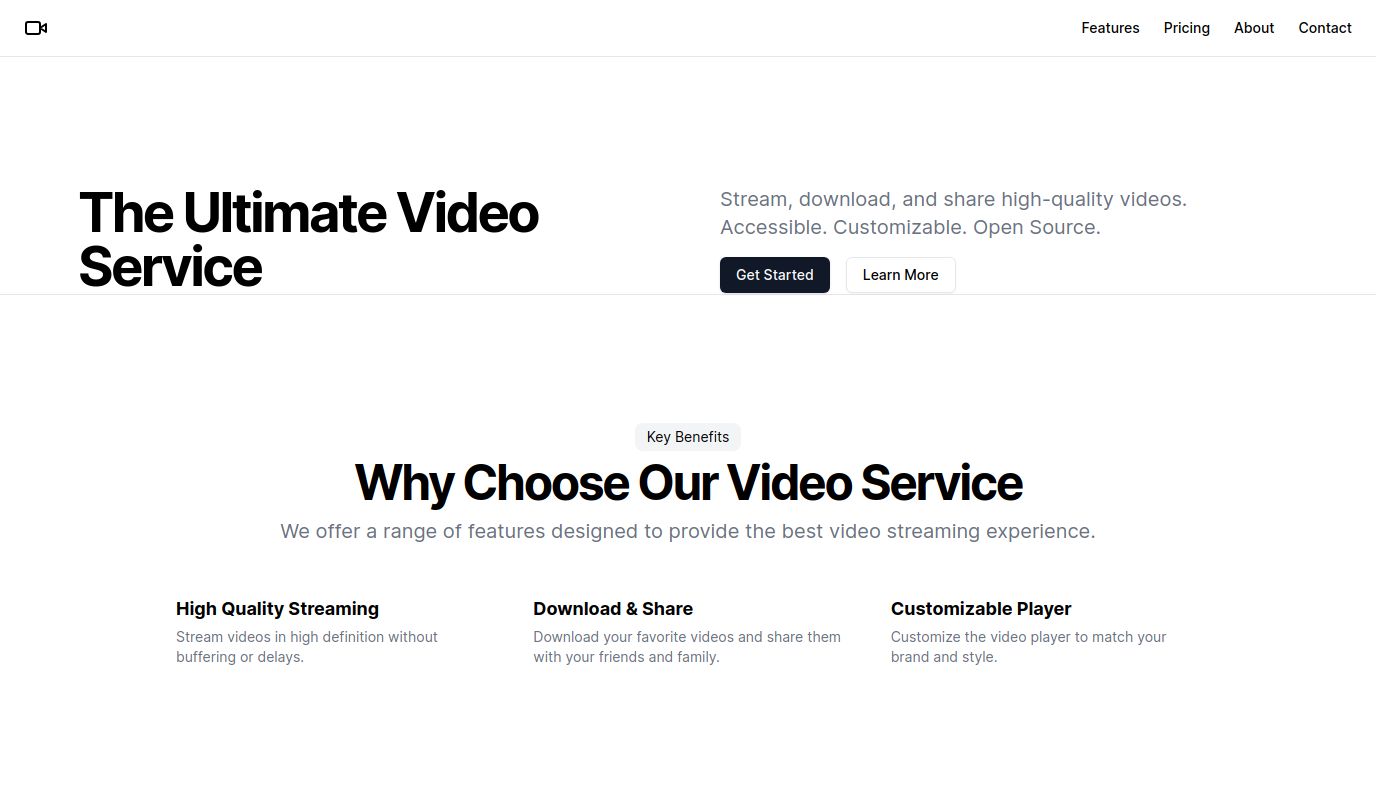 Features
Pricing
About
Contact
The Ultimate Video
Service
Stream, download, and share high-quality videos.
Accessible. Customizable. Open Source.
Get Started
Learn More
Key Benefits
Why Choose Our Video Service
We offer a range of features designed to provide the best video streaming experience.
High Quality Streaming
Stream videos in high definition without
buffering or delays.
Download & Share
Download your favorite videos and share them
with your friends and family.
Customizable Player
Customize the video player to match your
brand and style.